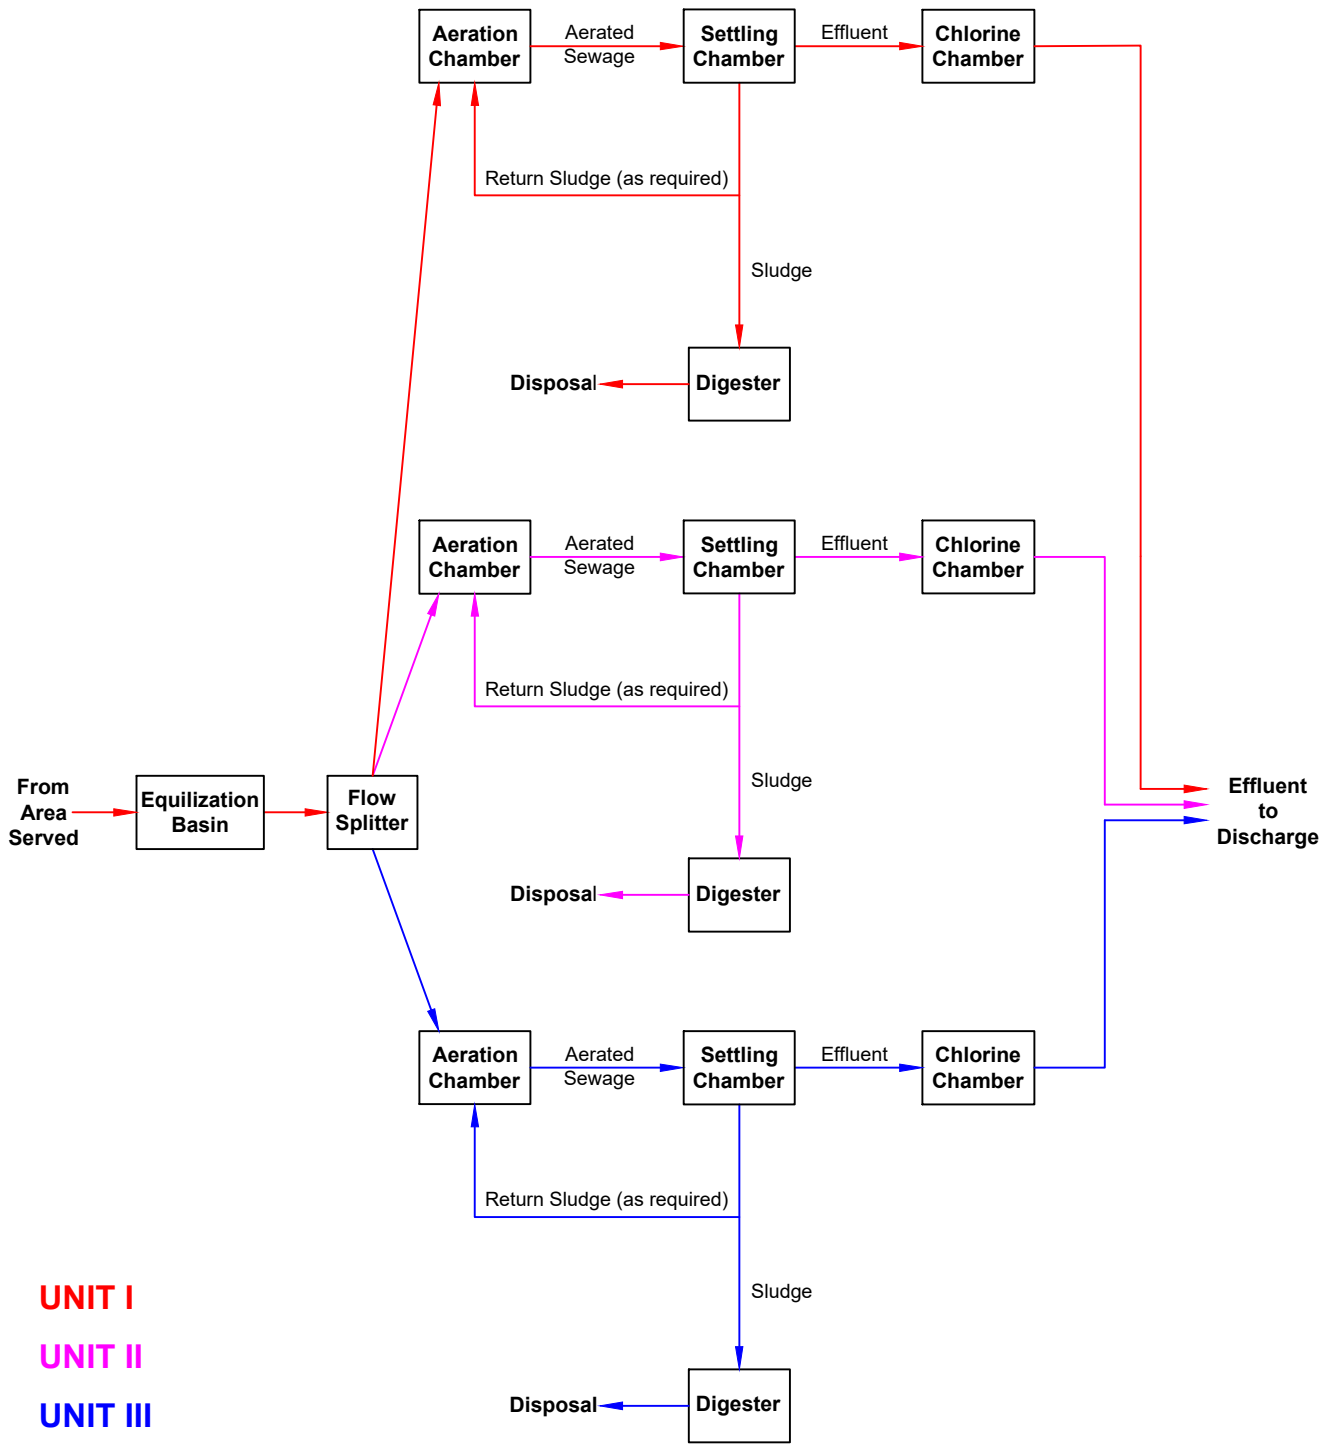 Aeration
Chamber
Aerated
Sewage
Settling
Chamber
Effluent
Chlorine
Chamber
Return Sludge (as required)
Sludge
Disposal
Digester
Aeration
Chamber
Aerated
Sewage
Settling
Chamber
Effluent
Chlorine
Chamber
Return Sludge (as required)
Sludge
From
Area
Served
Equilization
Basin
Flow
Splitter
Effluent
to
Discharge
Disposal
Digester
Aeration
Chamber
Aerated
Sewage
Settling
Chamber
Effluent
Chlorine
Chamber
Return Sludge (as required)
Sludge
Disposal
Digester
UNIT I
UNIT II
UNIT III